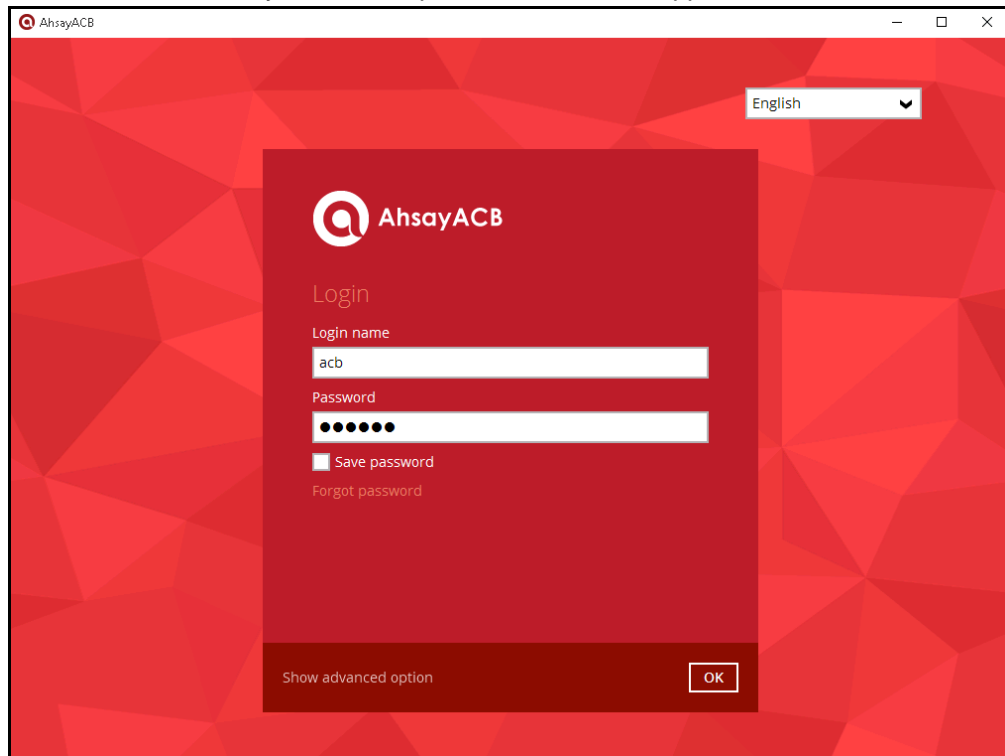 AhsayACB
English
AhsayACB
Login
Login name
acb
Password
●●●●●●
Save password
Forgot password
Show advanced option
OK